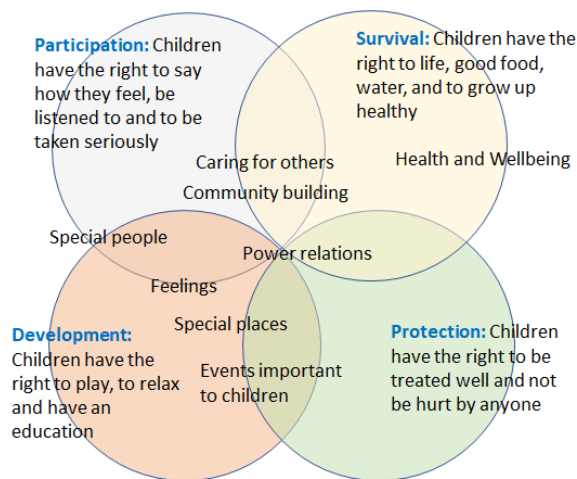 Participation: Children
have the right to say
how they feel, be
listened to and to be
taken seriously
Survival: Children have the
right to life, good food,
water, and to grow up
healthy
Caring for others
Health and Wellbeing
Community building
Special people
Power relations
Feelings
Special places
Events important
to children
Development:
Children have the
right to play, to relax
and have an
education
Protection: Children
have the right to be
treated well and not
be hurt by anyone